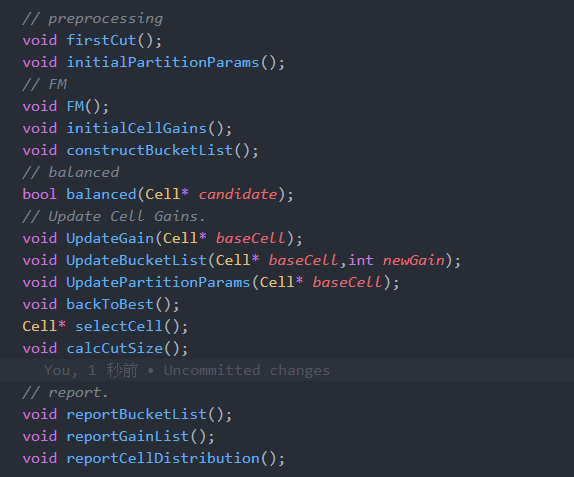 // preprocessing
void firstCut();
void initialPartitionParams();
// FM
void FM();
void initialCellGains();
void constructBucketList();
// balanced
bool balanced(Cell* candidate);
// Update Cell Gains.
void UpdateGain(Cell* baseCell);
void UpdateBucketList(Cell* baseCell,int newGain);
void UpdatePartitionParams(Cell* baseCell);
void backToBest();
Cell* selectCell();
void calcCutSize();
You, 1 秒前 • Uncommitted changes
// report.
void reportBucketList();
void reportGainList();
void reportCellDistribution();